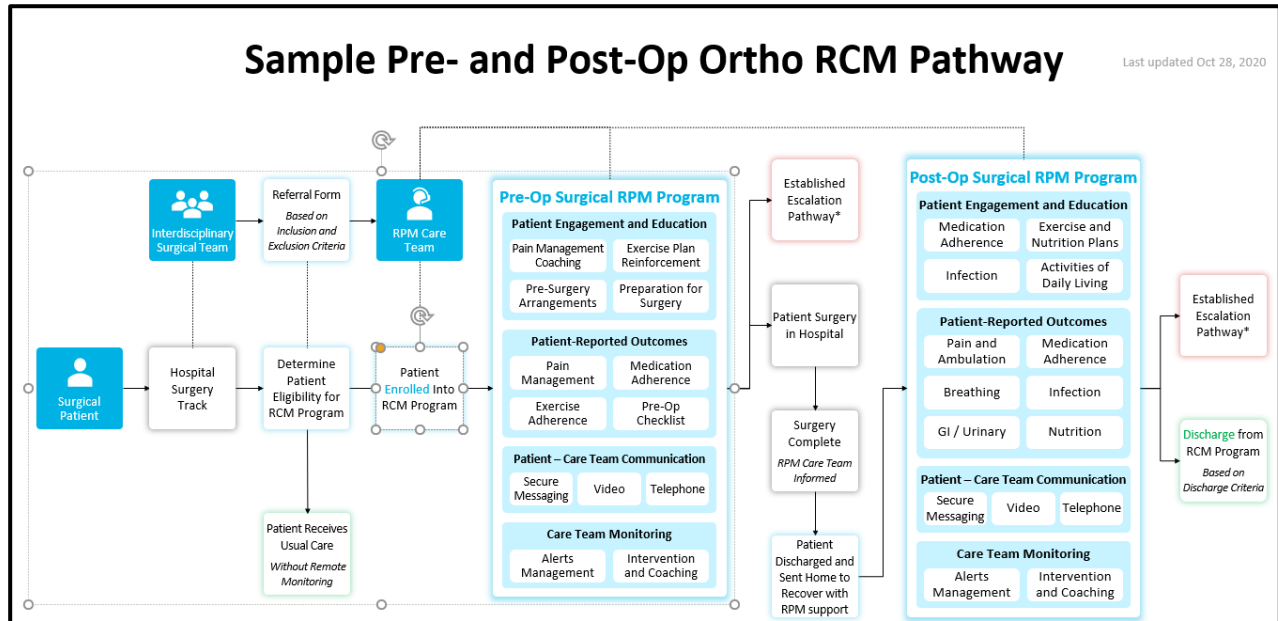 Sample Pre- and Post-Op Ortho RCM Pathway
Last updated Oct 28, 2020
Interdisciplinary
Surgical Team
Referral Form
Based on
Inclusion and
Exclusion Criteria
RPM Care
Team
Surgical
Patient
Hospital
Surgery
Track
Determine
Patient
Eligibility for
RCM Program
Patient
Enrolled Into
RCM Program
Patient Receives
Usual Care
Without Remote
Monitoring
Pre-Op Surgical RPM Program
Patient Engagement and Education
Pain Management
Coaching
Exercise Plan
Reinforcement
Pre-Surgery
Arrangements
Preparation for
Surgery
Patient-Reported Outcomes
Pain
Management
Medication
Adherence
Exercise
Adherence
Pre-Op
Checklist
Patient – Care Team Communication
Secure
Messaging
Video
Telephone
Care Team Monitoring
Alerts
Management
Intervention
and Coaching
Established
Escalation
Pathway*
Patient Surgery
in Hospital
Surgery
Complete
RPM Care Team
Informed
Patient
Discharged and
Sent Home to
Recover with
RPM support
Post-Op Surgical RPM Program
Patient Engagement and Education
Medication
Adherence
Exercise and
Nutrition Plans
Infection
Activities of
Daily Living
Patient-Reported Outcomes
Pain and
Ambulation
Medication
Adherence
Breathing
Infection
GI / Urinary
Nutrition
Patient – Care Team Communication
Secure
Messaging
Video
Telephone
Care Team Monitoring
Alerts
Management
Intervention
and Coaching
Established
Escalation
Pathway*
Discharge from
RCM Program
Based on
Discharge Criteria